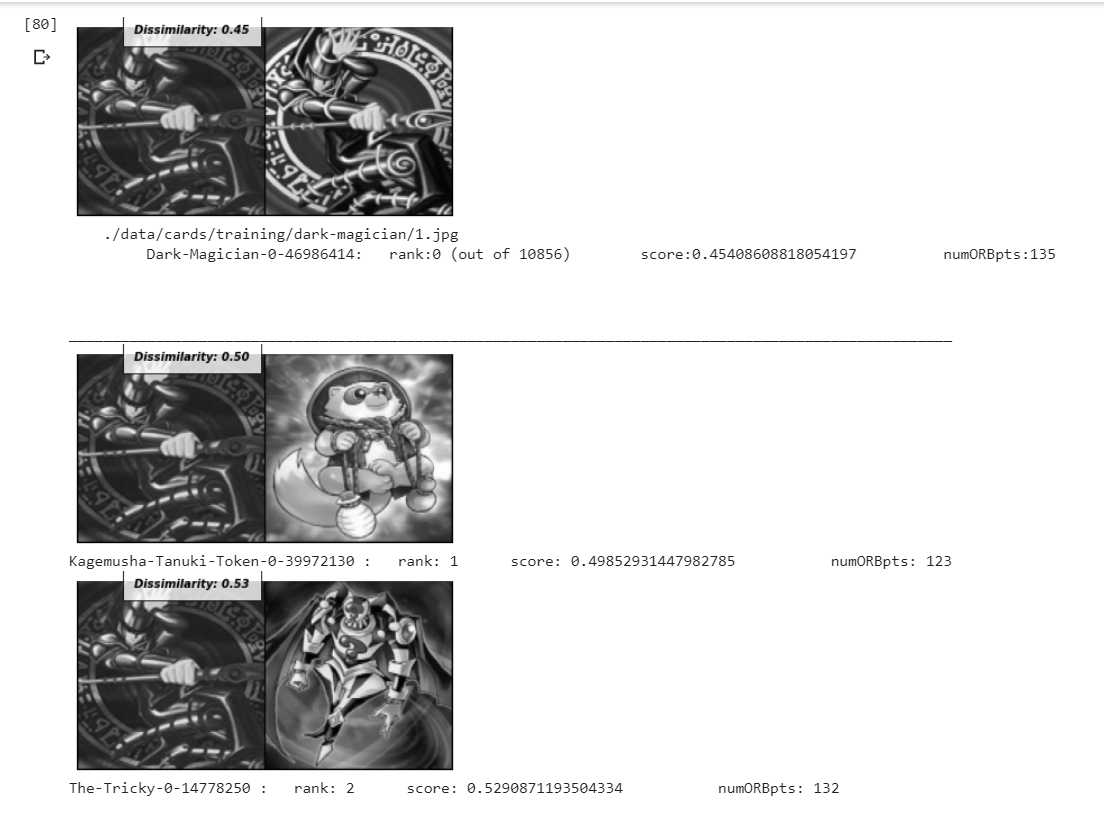 [80]
Dissimilarity: 0.45
./data/cards/training/dark-magician/1.jpg
Dark-Magician-0-46986414: rank:0 (out of 10856) score:0.45408608818054197 numORBpts:135
Dissimilarity: 0.50
Kagemusha-Tanuki-Token-0-39972130 : rank: 1 score: 0.49852931447982785 numORBpts: 123
Dissimilarity: 0.53
The-Tricky-0-14778250 : rank: 2 score: 0.5290871193504334 numORBpts: 132